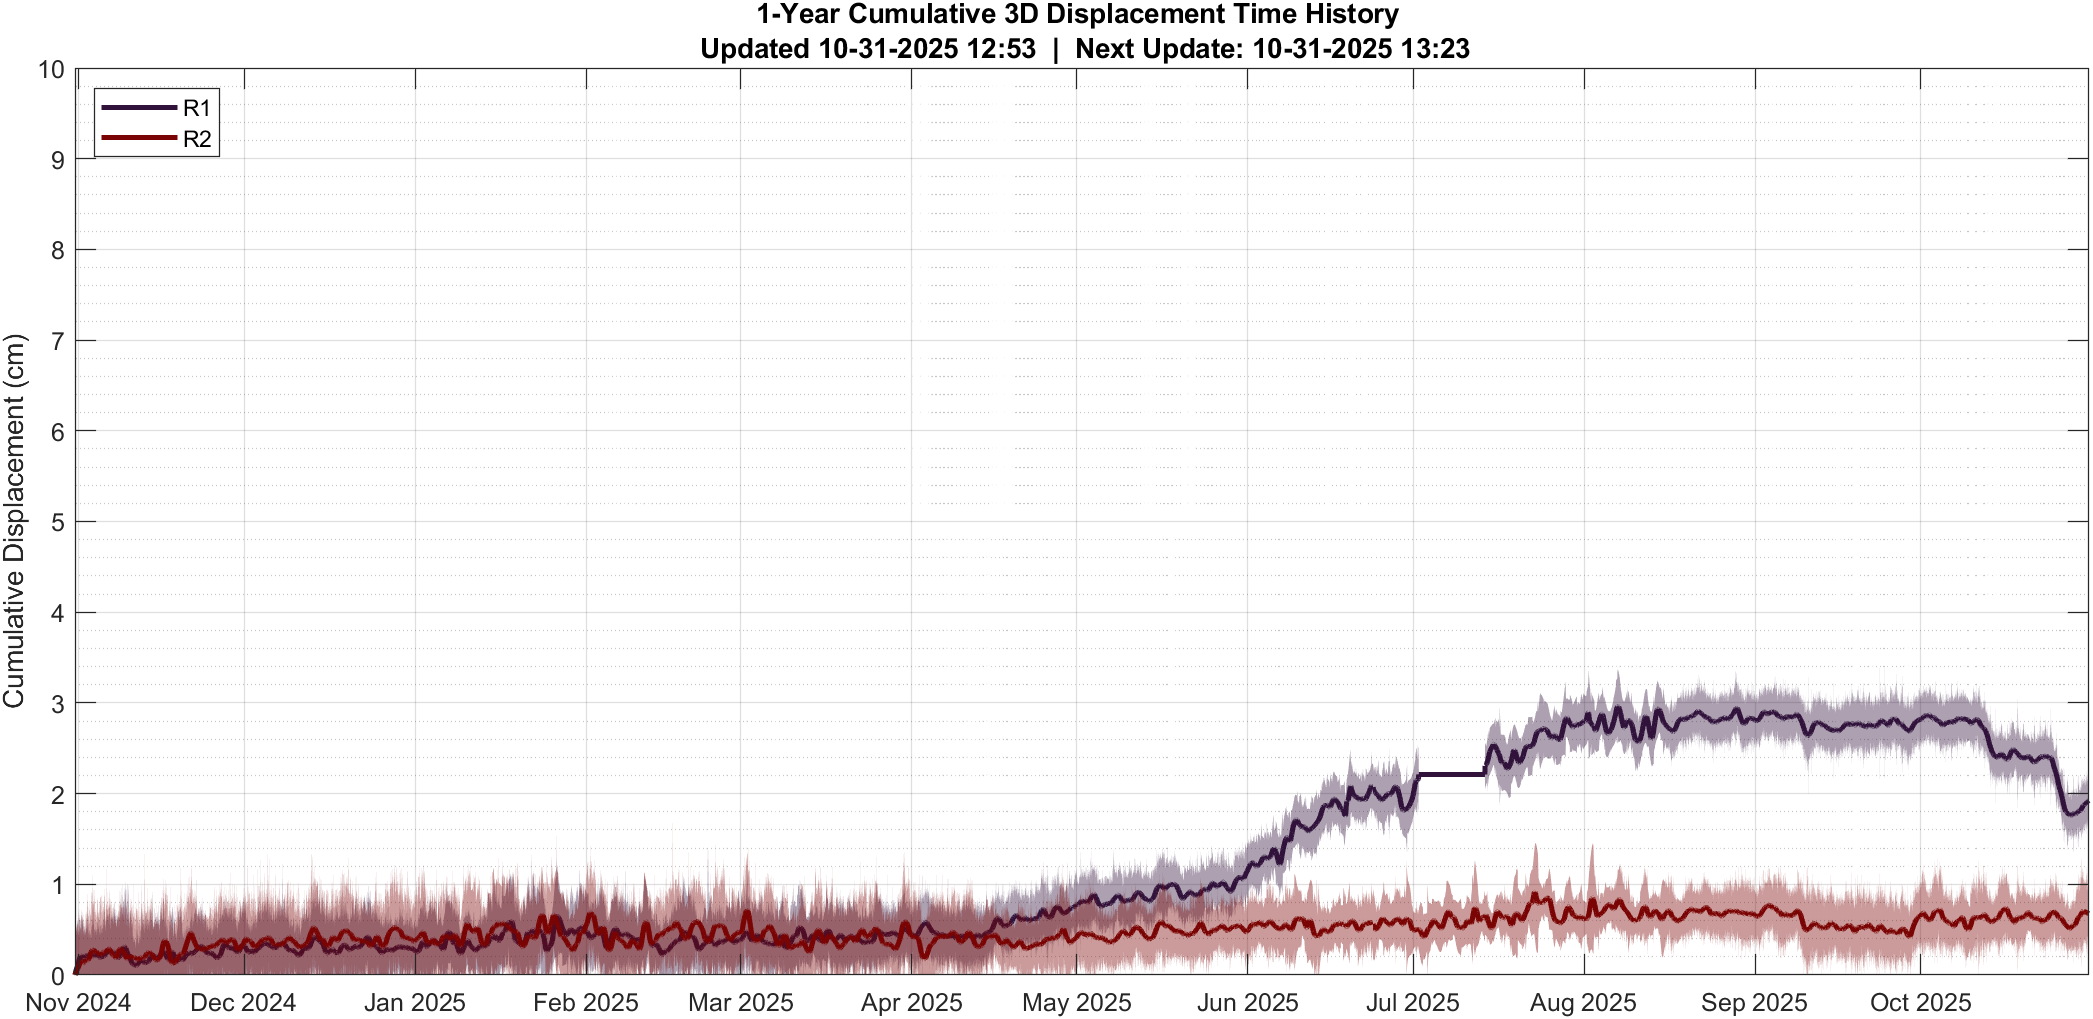 1-Year Cumulative 3D Displacement Time History
Updated 10-31-2025 12:53 | Next Update: 10-31-2025 13:23
R1
R2
Cumulative Displacement (cm)
10
9
8
7
6
5
4
3
2
1
0
Nov 2024
Dec 2024
Jan 2025
Feb 2025
Mar 2025
Apr 2025
May 2025
Jun 2025
Jul 2025
Aug 2025
Sep 2025
Oct 2025